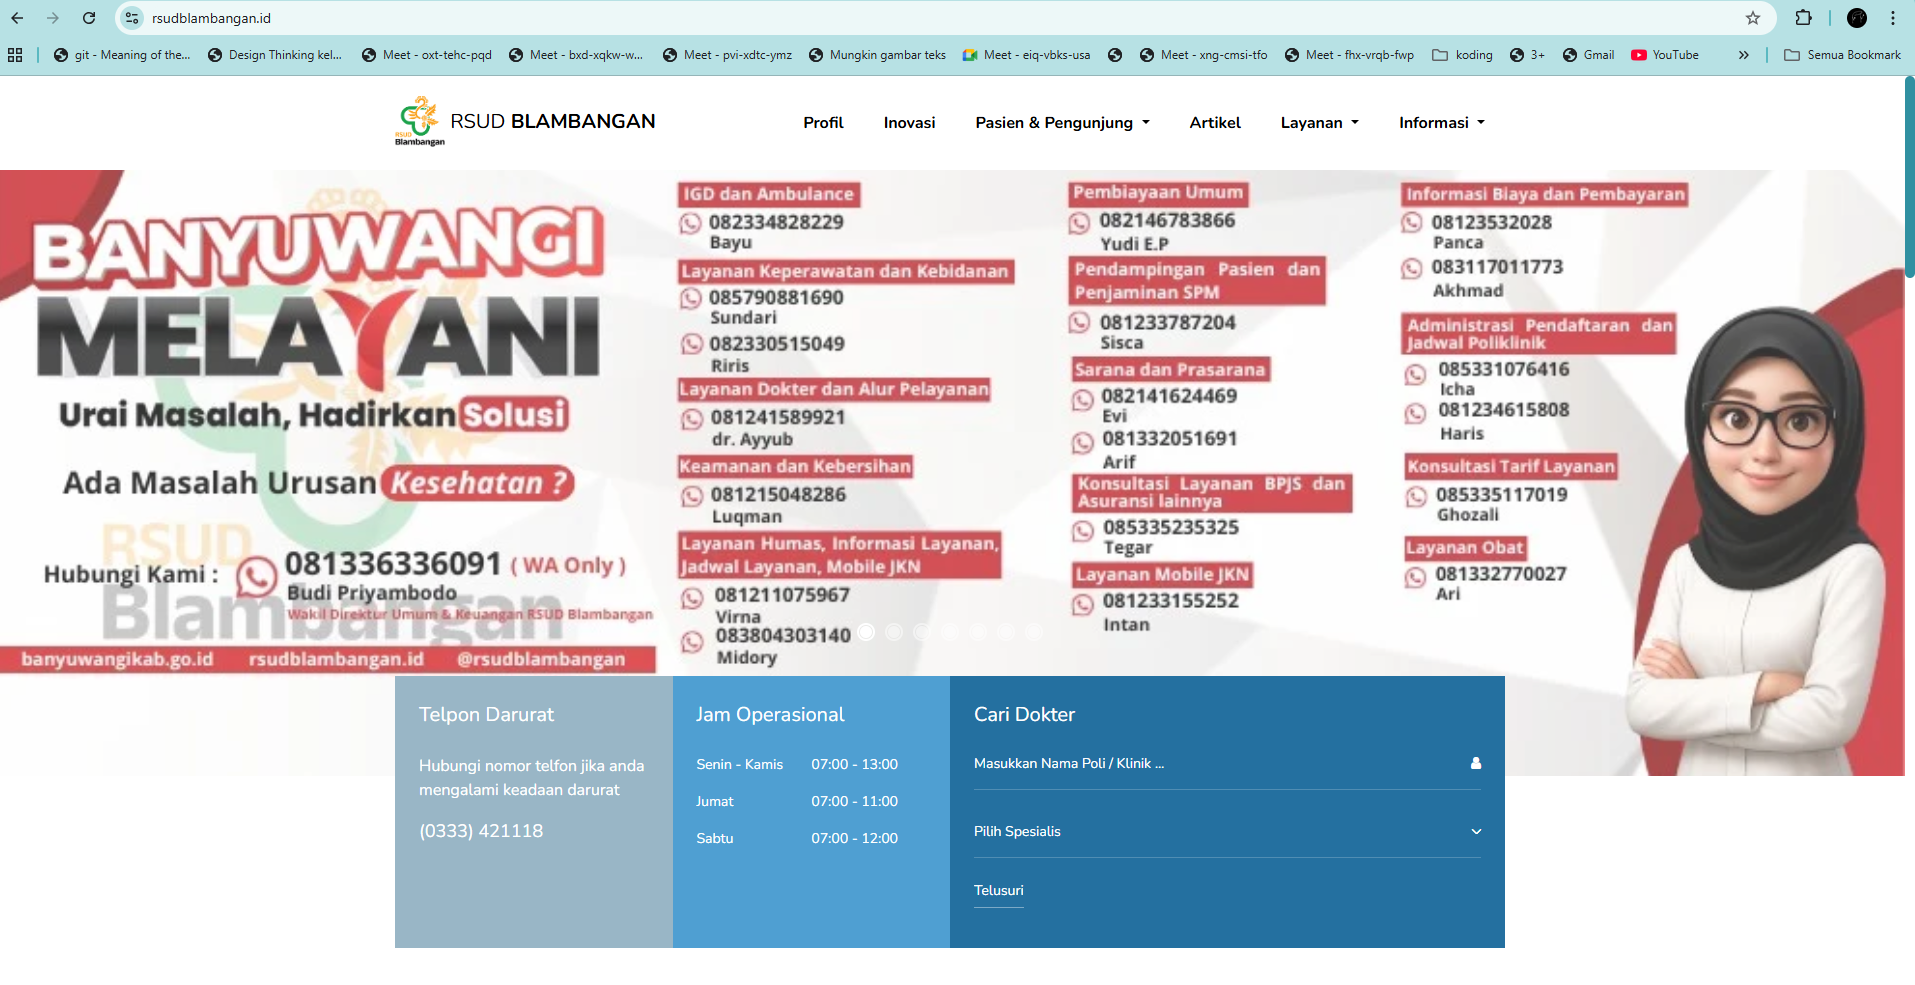 rsudblambangan.id
git - Meaning of the...
Design Thinking kel...
Meet - oxt-tehc-pqd
Meet - bxd-xqkw-w...
Meet - pvi-xdtc-ymz
Mungkin gambar teks
Meet - eiq-vbks-usa
Meet - xng-cmsi-tfo
Meet - fhx-vrqb-fwp
koding
3+
Gmail
YouTube
Semua Bookmark
RSUD
Blambangan
RSUD BLAMBANGAN
Profil
Inovasi
Pasien & Pengunjung
Artikel
Layanan
Informasi
BANYUWANGI
MELAYANI
Urai Masalah, Hadirkan Solusi
Ada Masalah Urusan Kesehatan ?
RSUD
Blambangan
Hubungi Kami : 081336336091 ( WA Only )
Budi Priyambodo
Wakil Direktur Umum & Keuangan RSUD Blambangan
banyuwangikab.go.id rsudblambangan.id @rsudblambangan
IGD dan Ambulance
082334828229
Bayu
Layanan Keperawatan dan Kebidanan
085790881690
Sundari
082330515049
Riris
Layanan Dokter dan Alur Pelayanan
081241589921
dr. Ayyub
Keamanan dan Kebersihan
081215048286
Luqman
Layanan Humas, Informasi Layanan,
Jadwal Layanan, Mobile JKN
081211075967
Virna
083804303140
Midory
Pembiayaan Umum
082146783866
Yudi E.P
Pendampingan Pasien dan
Penjaminan SPM
081233787204
Sisca
Sarana dan Prasarana
082141624469
Evi
081332051691
Arif
Konsultasi Layanan BPJS dan
Asuransi lainnya
085335235325
Tegar
Layanan Mobile JKN
081233155252
Intan
Informasi Biaya dan Pembayaran
08123532028
Panca
083117011773
Akhmad
Administrasi Pendaftaran dan
Jadwal Poliklinik
085331076416
Icha
081234615808
Haris
Konsultasi Tarif Layanan
085335117019
Ghozali
Layanan Obat
081332770027
Ari
Telpon Darurat
Hubungi nomor telfon jika anda
mengalami keadaan darurat
(0333) 421118
Jam Operasional
Senin - Kamis 07:00 - 13:00
Jumat 07:00 - 11:00
Sabtu 07:00 - 12:00
Cari Dokter
Masukkan Nama Poli / Klinik ...
Pilih Spesialis
Telusuri